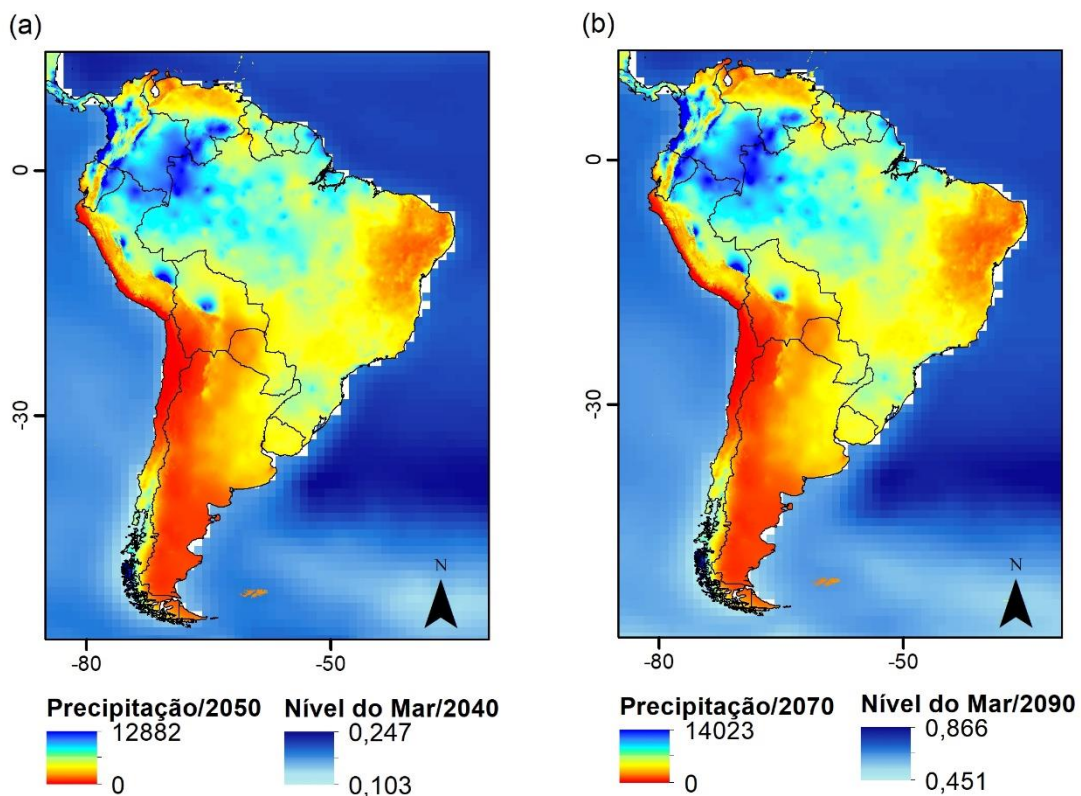 (a)
0
30
N
-80
-50
Precipitação/2050
12882
0
Nível do Mar/2040
0,247
0,103
(b)
0
30
N
-80
-50
Precipitação/2070
14023
0
Nível do Mar/2090
0,866
0,451